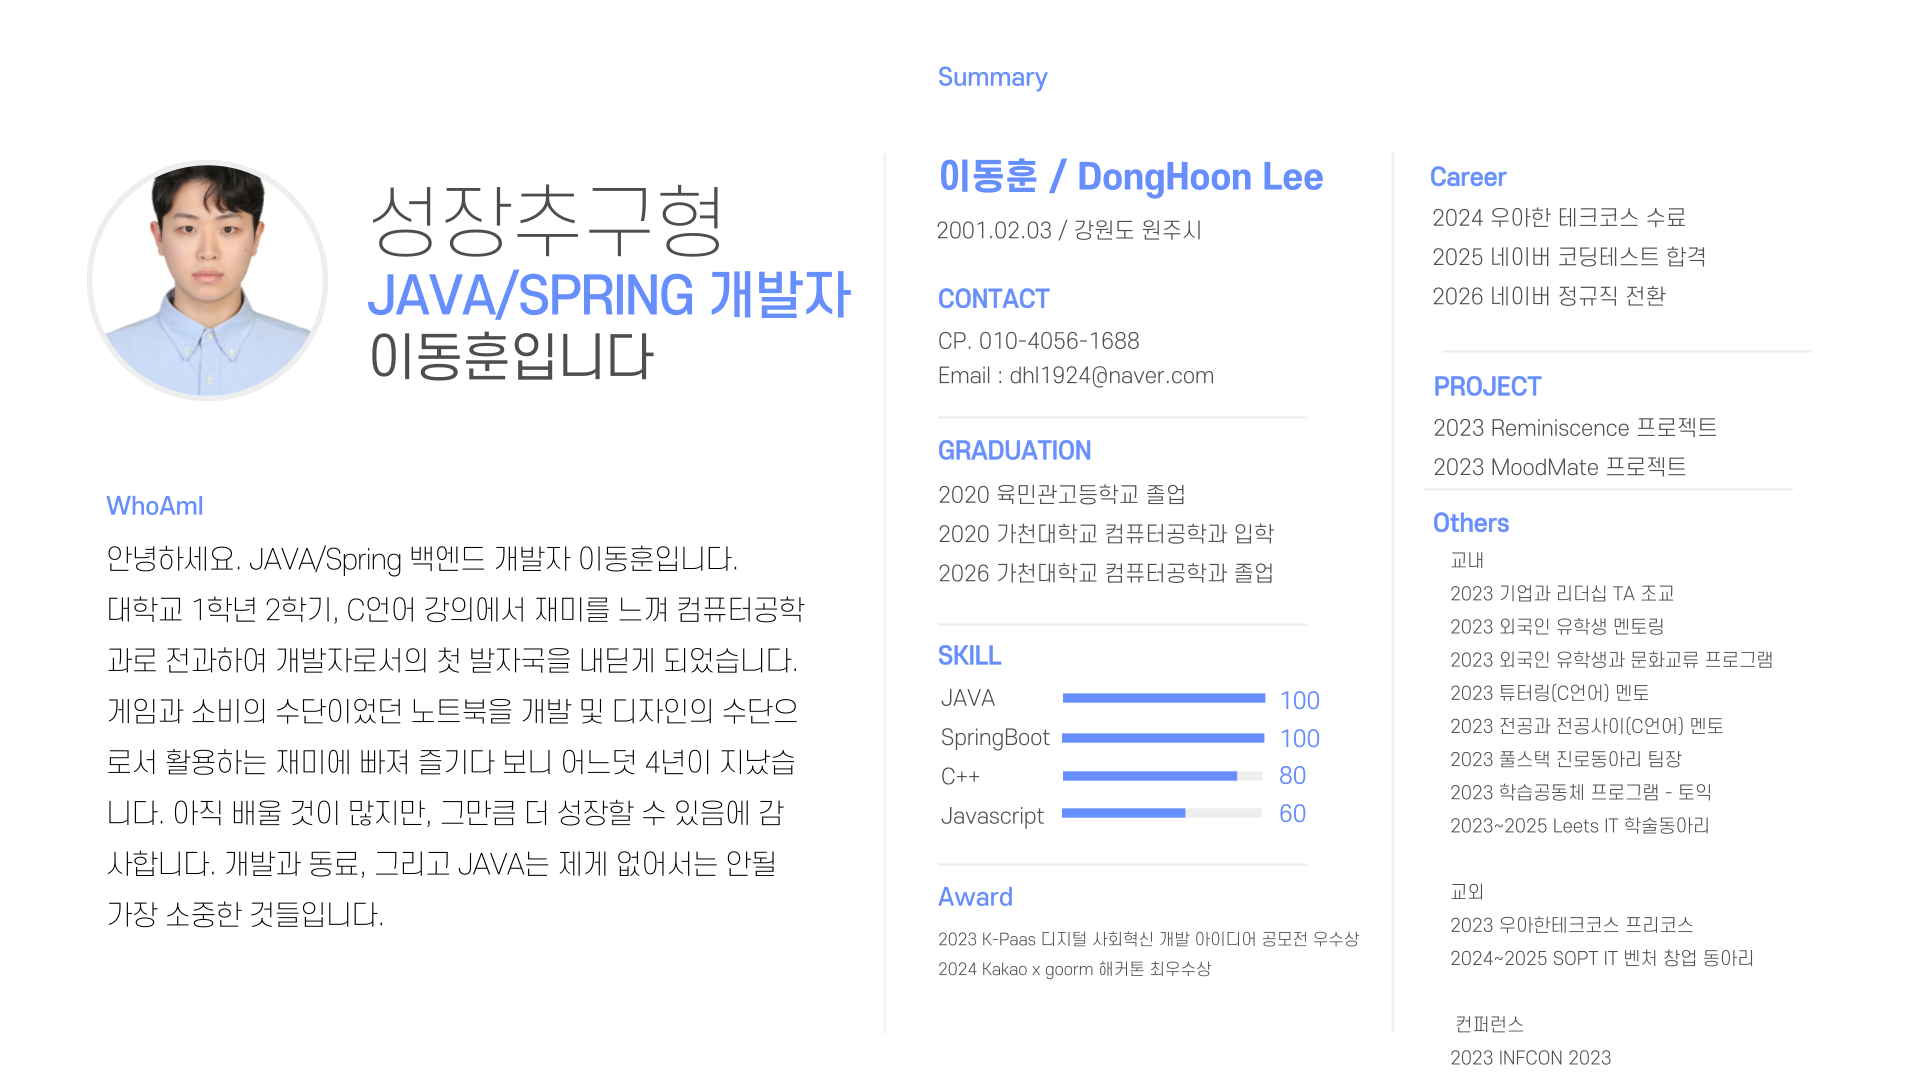 성장추구형
JAVA/SPRING 개발자
이동훈입니다
WhoAmI
안녕하세요. JAVA/Spring 백엔드 개발자 이동훈입니다.
대학교 1학년 2학기, C언어 강의에서 재미를 느껴 컴퓨터공학
과로 전과하여 개발자로서의 첫 발자국을 내딛게 되었습니다.
게임과 소비의 수단이었던 노트북을 개발 및 디자인의 수단으
로서 활용하는 재미에 빠져 즐기다 보니 어느덧 4년이 지났습
니다. 아직 배울 것이 많지만, 그만큼 더 성장할 수 있음에 감
사합니다. 개발과 동료, 그리고 JAVA는 제게 없어서는 안될
가장 소중한 것들입니다.
Summary
이동훈 / DongHoon Lee
2001.02.03 / 강원도 원주시
CONTACT
CP. 010-4056-1688
Email : dhl1924@naver.com
GRADUATION
2020 육민관고등학교 졸업
2020 가천대학교 컴퓨터공학과 입학
2026 가천대학교 컴퓨터공학과 졸업
SKILL
JAVA 100
SpringBoot 100
C++ 80
Javascript 60
Award
2023 K-Paas 디지털 사회혁신 개발 아이디어 공모전 우수상
2024 Kakao x goorm 해커톤 최우수상
Career
2024 우아한 테크코스 수료
2025 네이버 코딩테스트 합격
2026 네이버 정규직 전환
PROJECT
2023 Reminiscence 프로젝트
2023 MoodMate 프로젝트
Others
교내
2023 기업과 리더십 TA 조교
2023 외국인 유학생 멘토링
2023 외국인 유학생과 문화교류 프로그램
2023 튜터링(C언어) 멘토
2023 전공과 전공사이(C언어) 멘토
2023 풀스택 진로동아리 팀장
2023 학습공동체 프로그램 - 토익
2023~2025 Leets IT 학술동아리
교외
2023 우아한테크코스 프리코스
2024~2025 SOPT IT 벤처 창업 동아리
컨퍼런스
2023 INFCON 2023